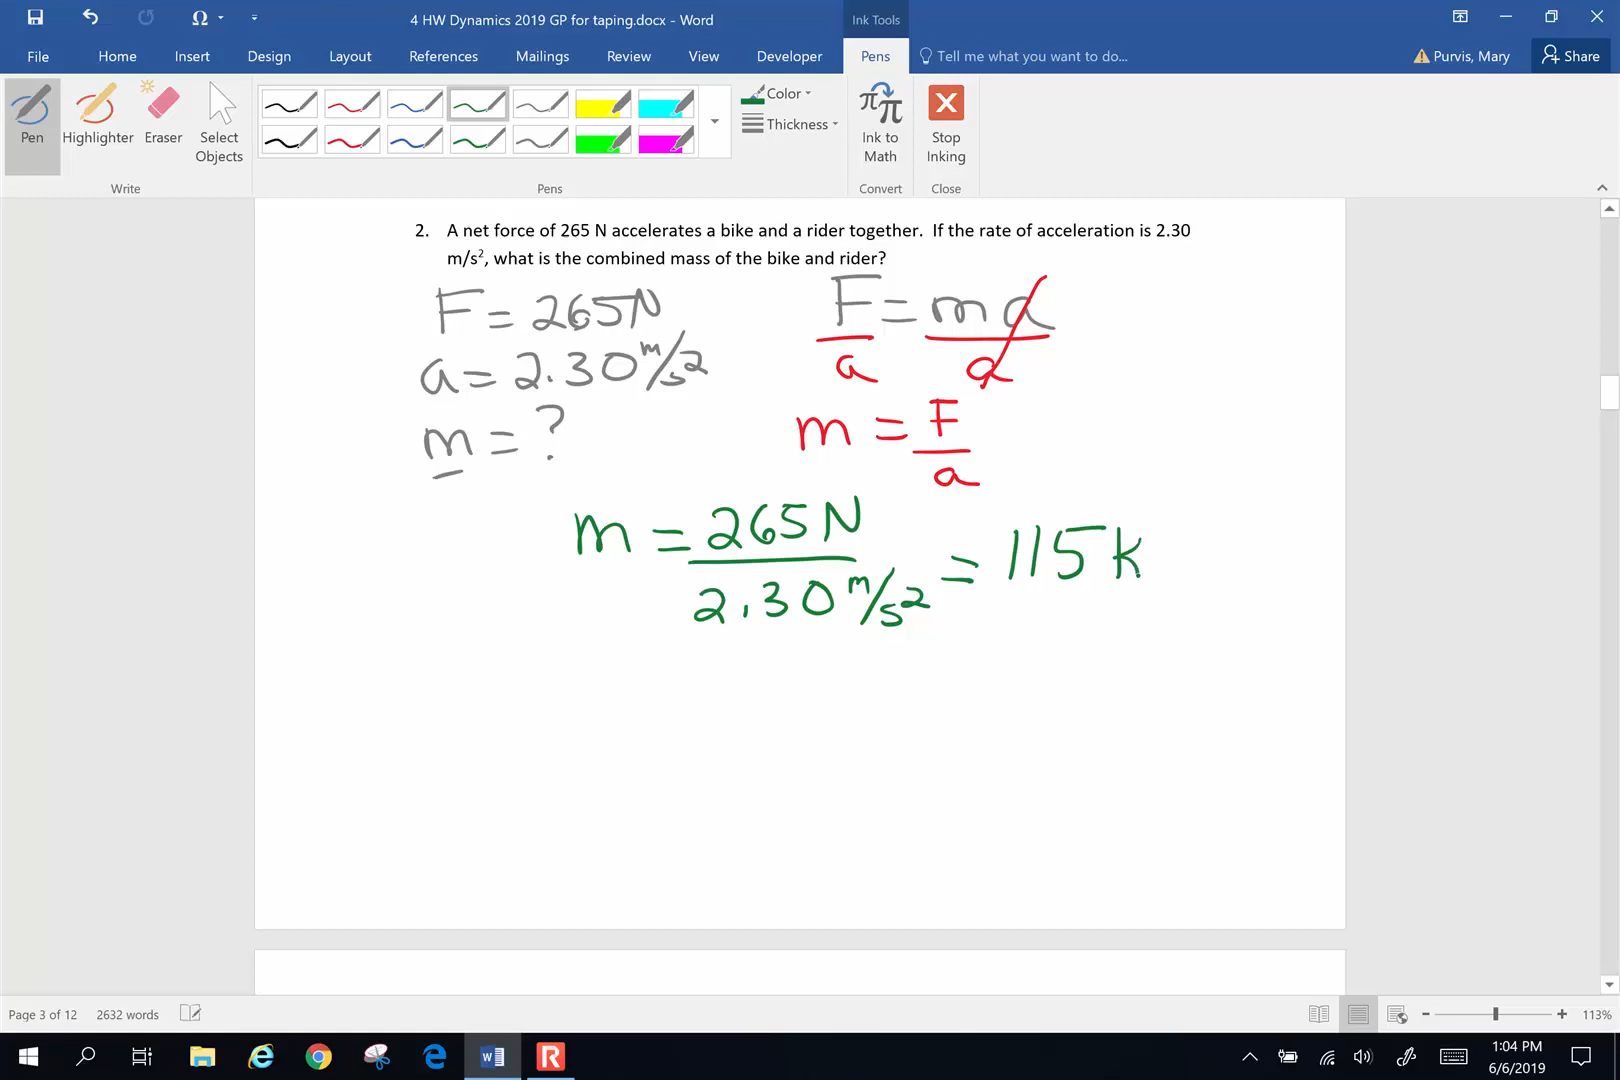 4 HW Dynamics 2019 GP for taping.docx - Word
Ink Tools
File Home Insert Design Layout References Mailings Review View Developer Pens Tell me what you want to do... Purvis, Mary Share
Pen Highlighter Eraser Select Objects
Color
Thickness
Ink to Math
Stop Inking
Write Pens Convert Close
2. A net force of 265 N accelerates a bike and a rider together. If the rate of acceleration is 2.30
m/s², what is the combined mass of the bike and rider?
F = 265N
a = 2.30 m/s2
m = ?
F = ma
a a
m = F
a
m = 265 N
2.30 m/s2
= 115 k
Page 3 of 12 2632 words 113%
1:04 PM
6/6/2019